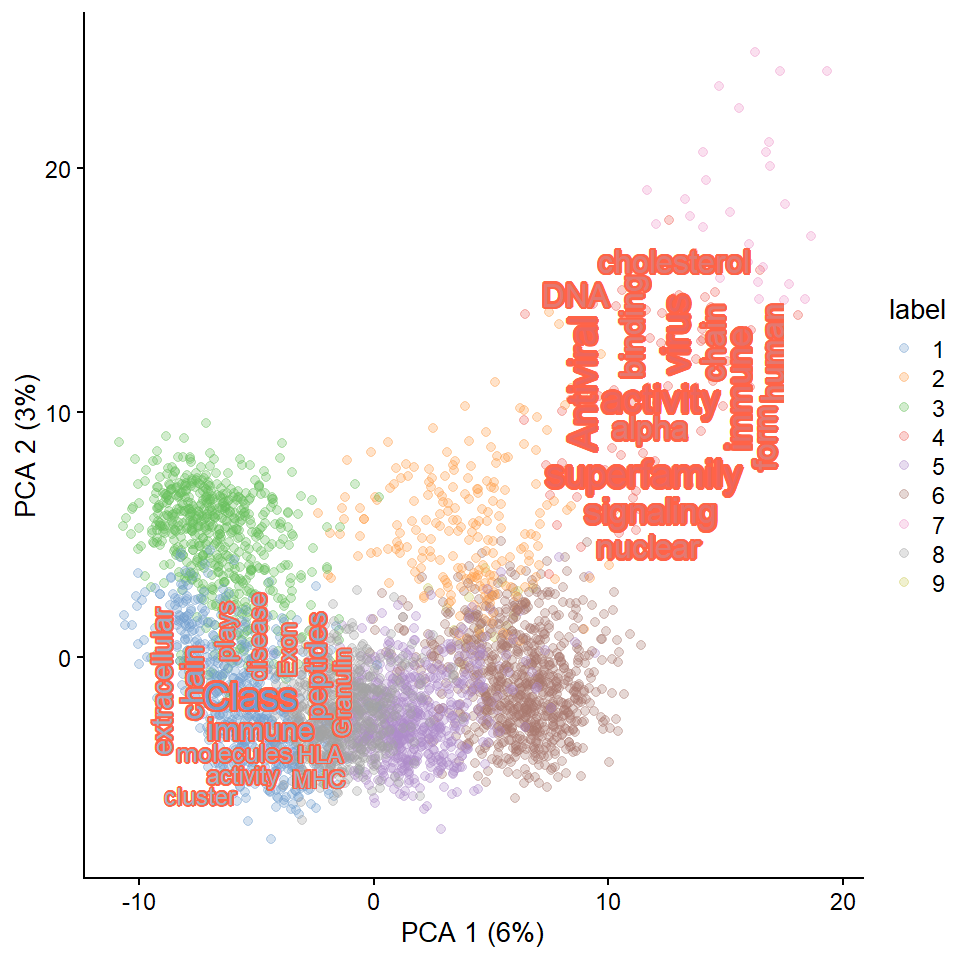 20
10
0
-10
0
10
20
PCA 2 (3%)
PCA 1 (6%)
cholesterol
DNA
binding
virus
chain
immune
human
Antiviral
activity
alpha
form
superfamily
signaling
nuclear
extracellular
chain
plays
disease
Exon
peptides
Granulin
Class
immune
molecules HLA
activity MHC
cluster
label
1
2
3
4
5
6
7
8
9